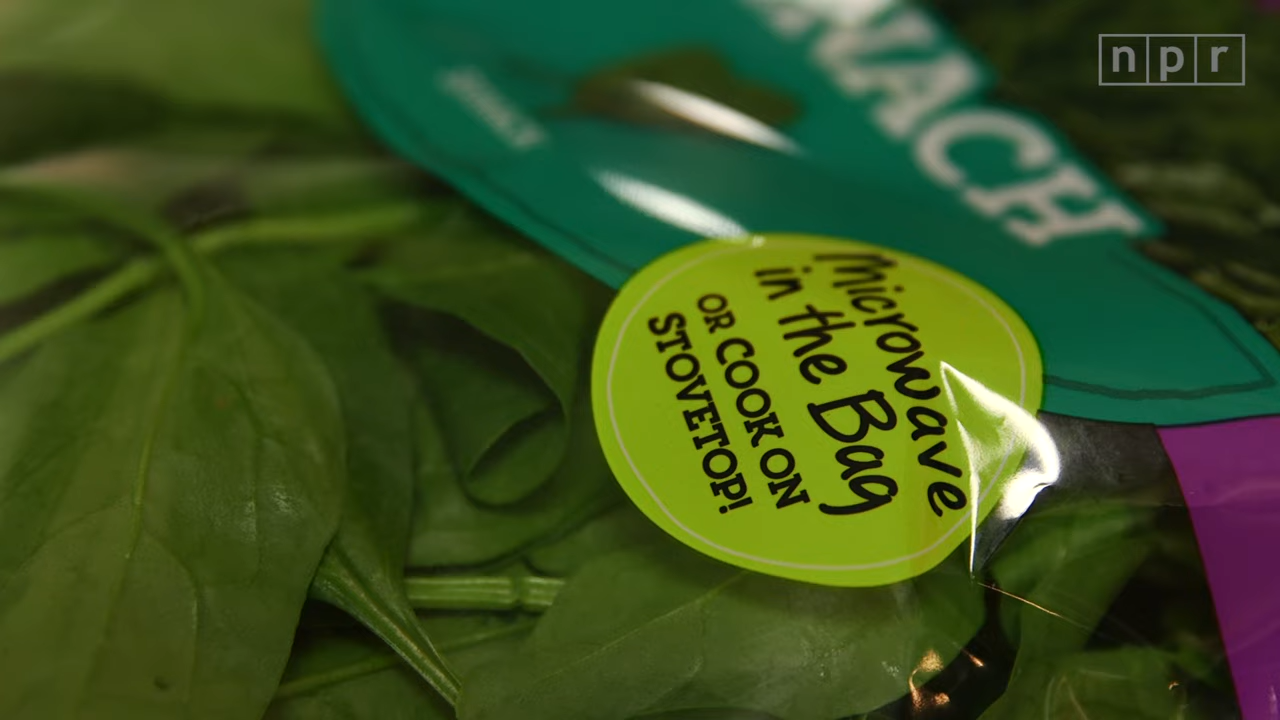 npr
NACH
Microwave
in the Bag
OR COOK ON
STOVETOP!